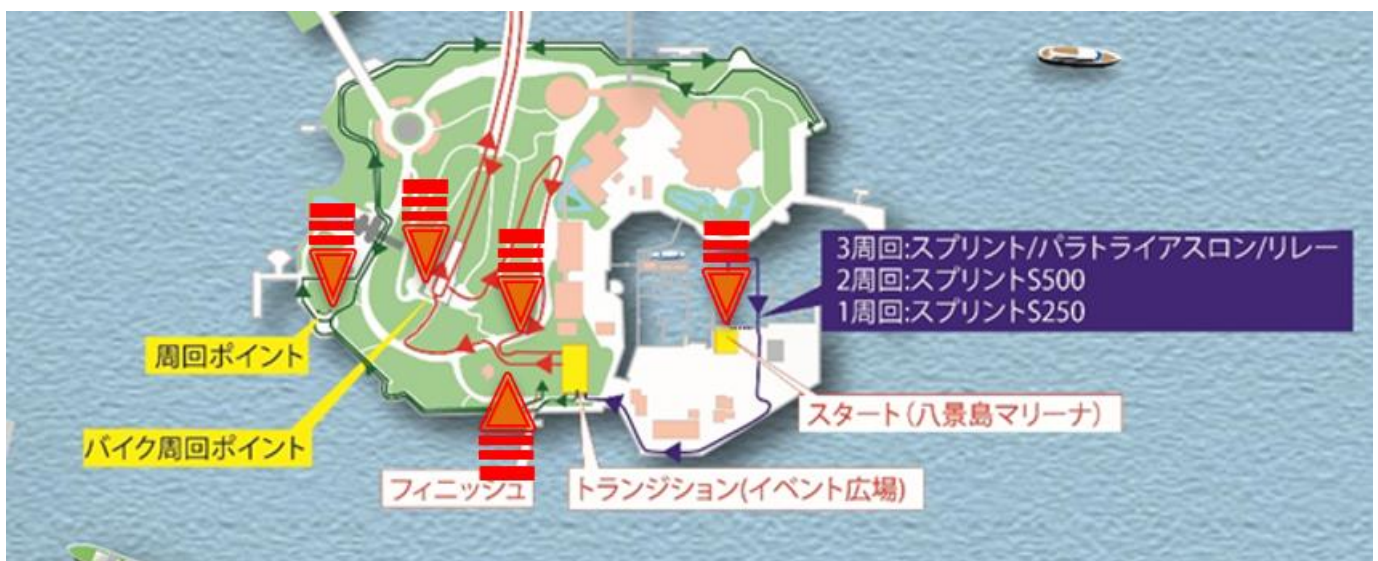 3周回:スプリント/パラトライアスロン/リレー
2周回:スプリントS500
1周回:スプリントS250
周回ポイント
スタート(八景島マリーナ)
バイク周回ポイント
フィニッシュ
トランジション(イベント広場)